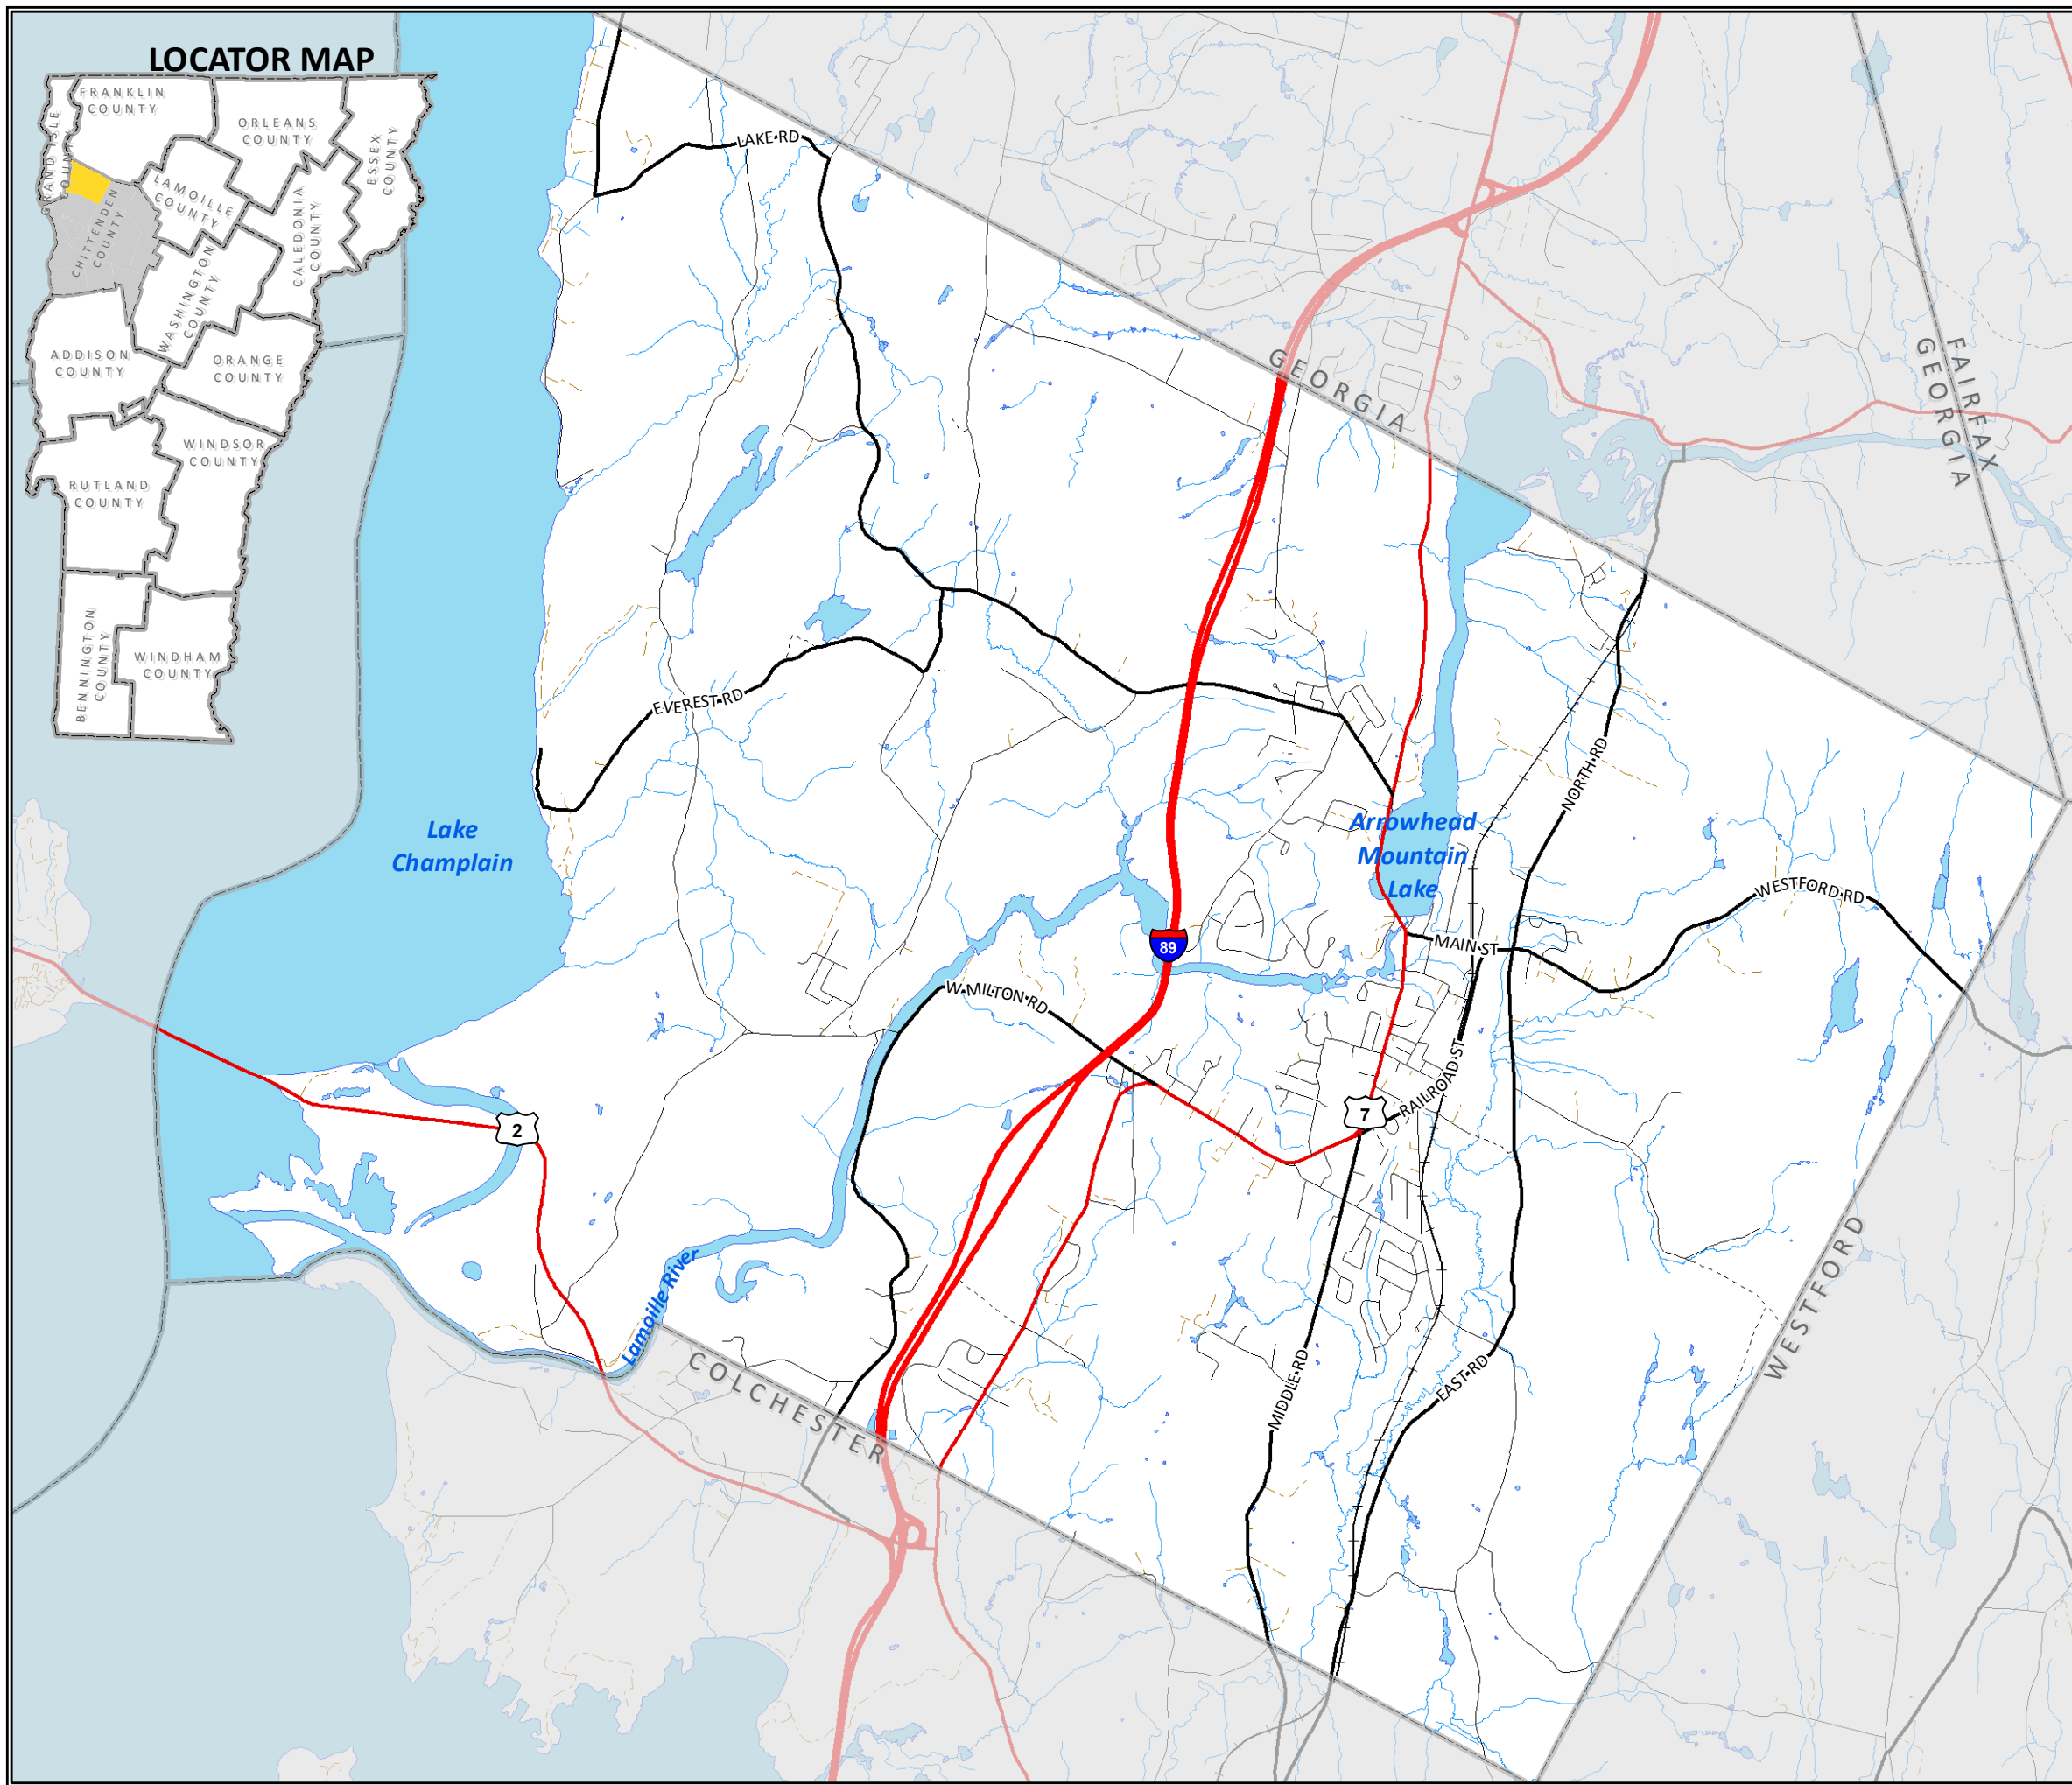 LOCATOR MAP
FRANKLIN
COUNTY
GRAND ISLE
COUNTY
ORLEANS
COUNTY
ESSEX
COUNTY
LAMOILLE
COUNTY
CALEDONIA
COUNTY
CHITTENDEN
COUNTY
WASHINGTON
COUNTY
ADDISON
COUNTY
ORANGE
COUNTY
WINDSOR
COUNTY
RUTLAND
COUNTY
BENNINGTON
COUNTY
WINDHAM
COUNTY
LAKE RD
GEORGIA
FAIRFAX
GEORGIA
EVEREST RD
NORTH RD
Lake
Champlain
Arrowhead
Mountain
Lake
WESTFORD RD
MAIN ST
89
W MILTON RD
RAILROAD ST
7
2
WESTFORD
Lamoille River
COLCHESTER
MIDDLE RD
EAST RD